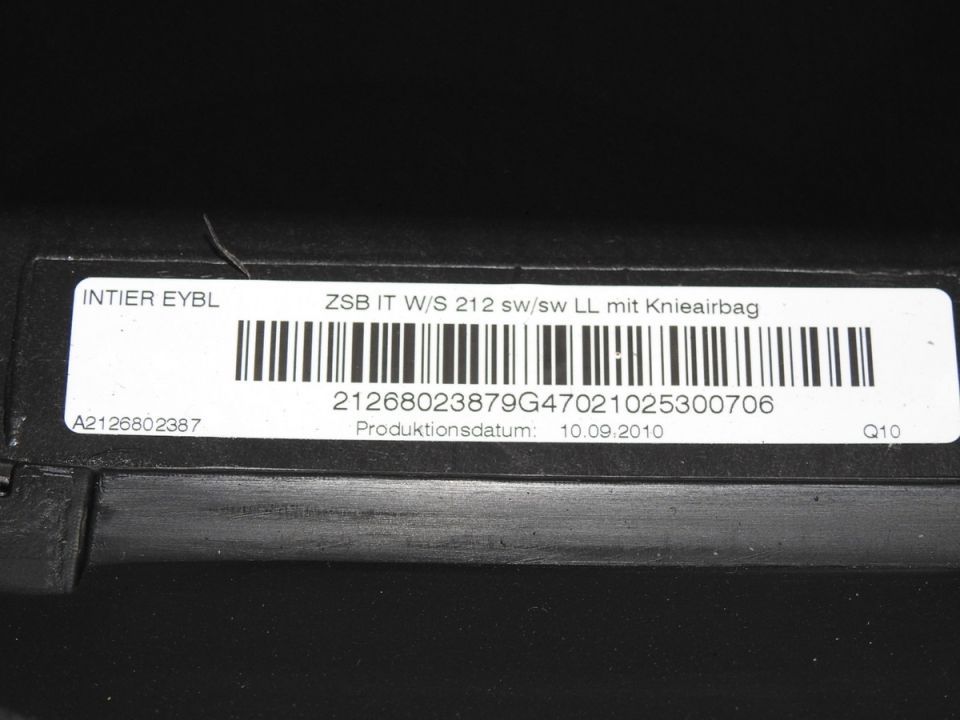 INTIER EYBL
ZSB IT W/S 212 sw/sw LL mit Knieairbag
21268023879G47021025300706
A2126802387
Produktionsdatum: 10.09.2010
Q10